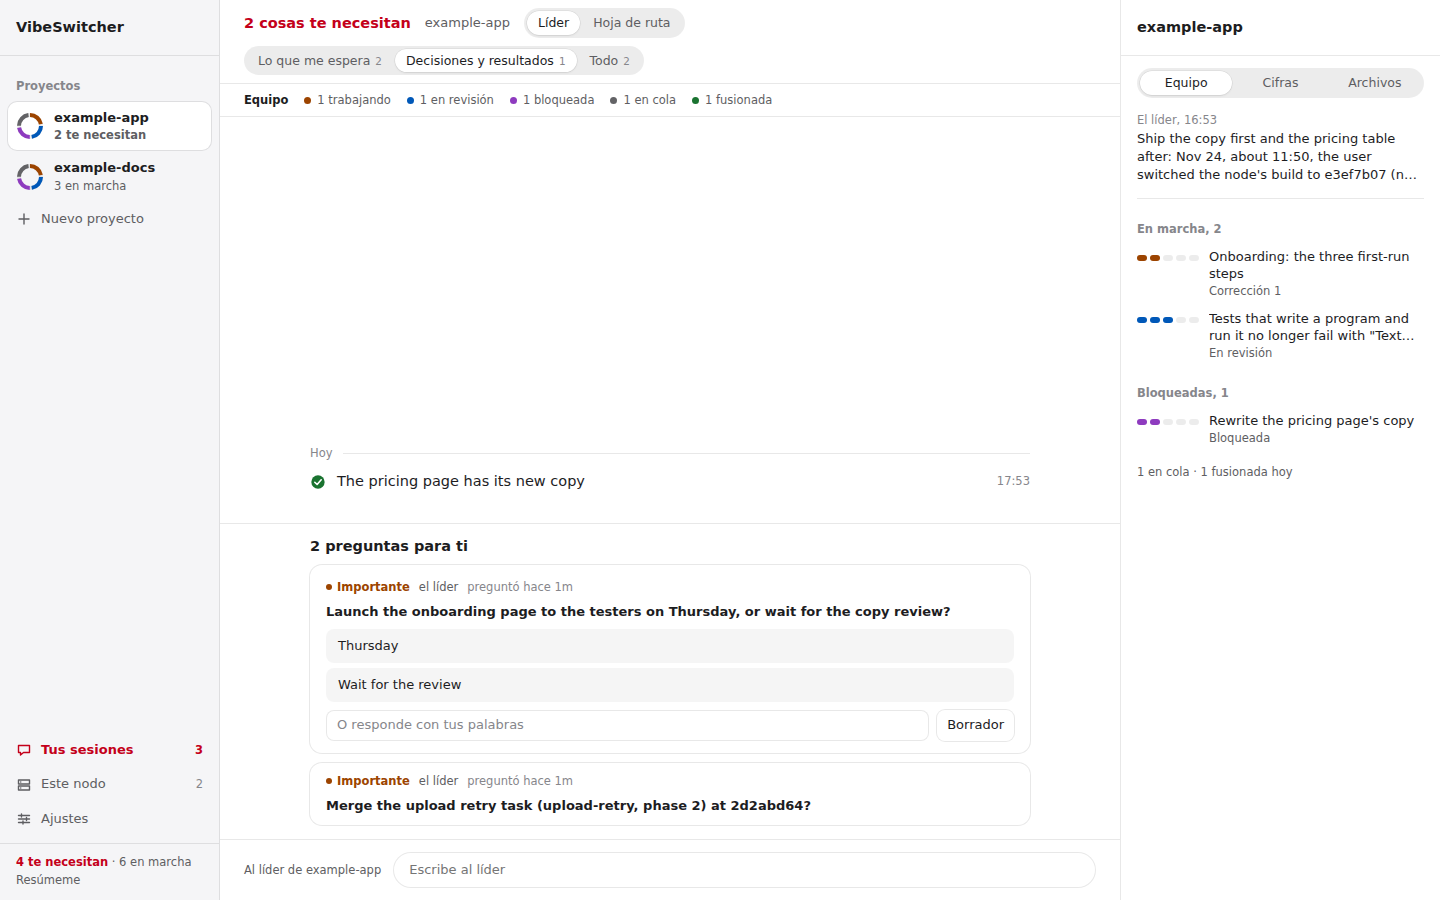 VibeSwitcher
Proyectos
example-app
2 te necesitan
example-docs
3 en marcha
Nuevo proyecto
Tus sesiones 3
Este nodo 2
Ajustes
4 te necesitan · 6 en marcha
Resúmeme
2 cosas te necesitan example-app Líder Hoja de ruta
Lo que me espera 2 Decisiones y resultados 1 Todo 2
Equipo 1 trabajando 1 en revisión 1 bloqueada 1 en cola 1 fusionada
Hoy
The pricing page has its new copy 17:53
2 preguntas para ti
Importante el líder preguntó hace 1m
Launch the onboarding page to the testers on Thursday, or wait for the copy review?
Thursday
Wait for the review
O responde con tus palabras Borrador
Importante el líder preguntó hace 1m
Merge the upload retry task (upload-retry, phase 2) at 2d2abd64?
Al líder de example-app Escribe al líder
example-app
Equipo Cifras Archivos
El líder, 16:53
Ship the copy first and the pricing table
after: Nov 24, about 11:50, the user
switched the node's build to e3ef7b07 (n…
En marcha, 2
Onboarding: the three first-run
steps
Corrección 1
Tests that write a program and
run it no longer fail with "Text…
En revisión
Bloqueadas, 1
Rewrite the pricing page's copy
Bloqueada
1 en cola · 1 fusionada hoy